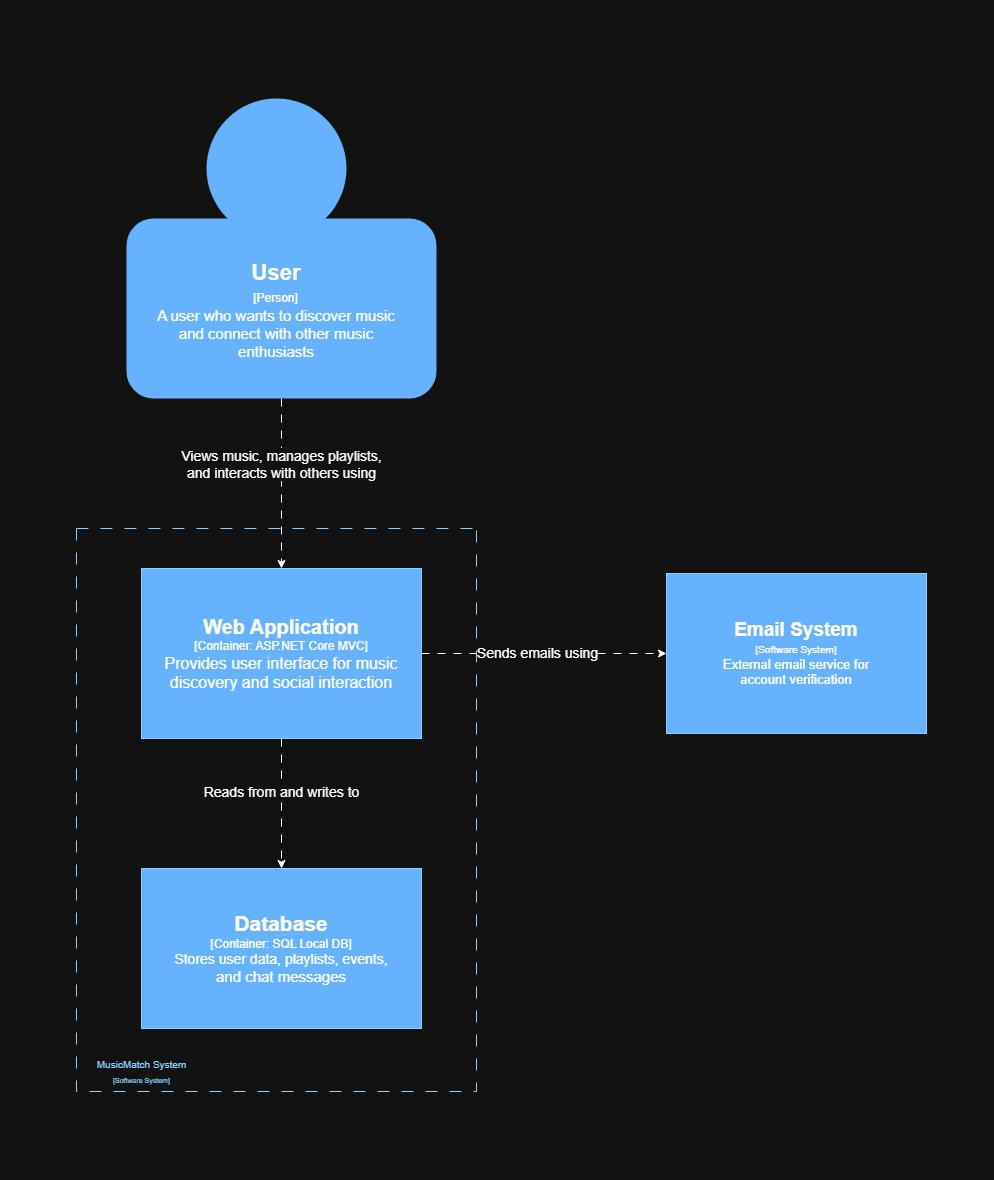 User
[Person]
A user who wants to discover music
and connect with other music
enthusiasts
Views music, manages playlists,
and interacts with others using
Web Application
[Container: ASP.NET Core MVC]
Provides user interface for music
discovery and social interaction
Sends emails using
Email System
[Software System]
External email service for
account verification
Reads from and writes to
Database
[Container: SQL Local DB]
Stores user data, playlists, events,
and chat messages
MusicMatch System
[Software System]